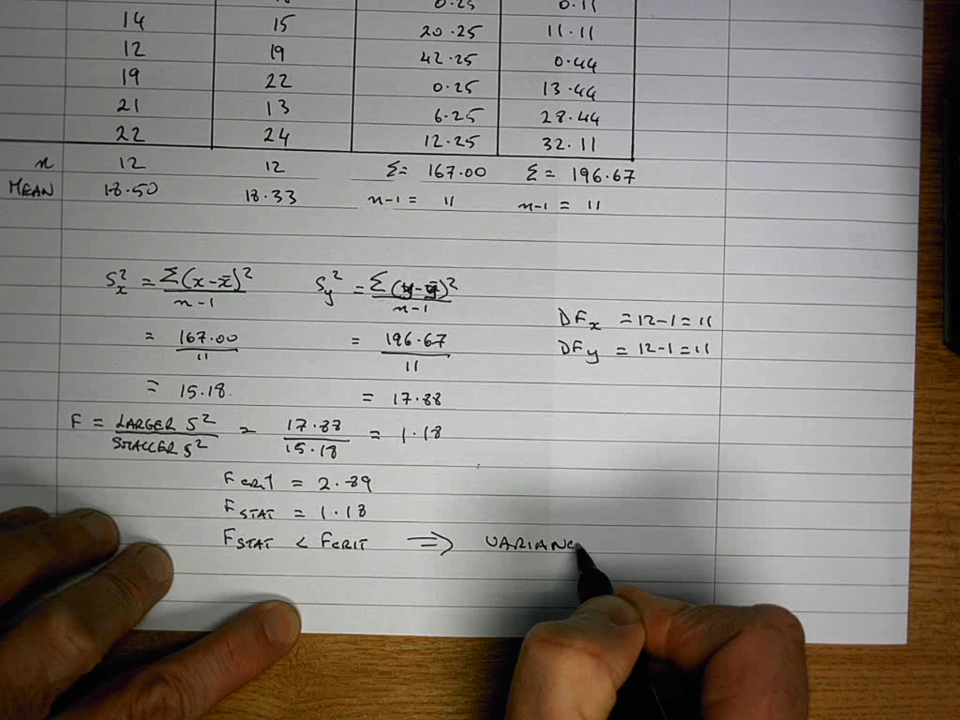 0.25 0.11
14 15 20.25 11.11
12 19 42.25 0.44
19 22 0.25 13.44
21 13 6.25 28.44
22 24 12.25 32.11
n 12 12 Σ= 167.00 Σ = 196.67
MEAN 18.50 18.33 n-1 = 11 n-1 = 11
Sx² = Σ(x-x̄)² / n-1 Sy² = Σ(y-ȳ)² / n-1
DFx = 12-1 = 11
= 167.00 / 11 = 196.67 / 11
DFy = 12-1 = 11
= 15.18 = 17.88
F = LARGER S² / SMALLER S² = 17.88 / 15.18 = 1.18
FCRIT = 2.89
FSTAT = 1.18
FSTAT < FCRIT ⇒ VARIANC